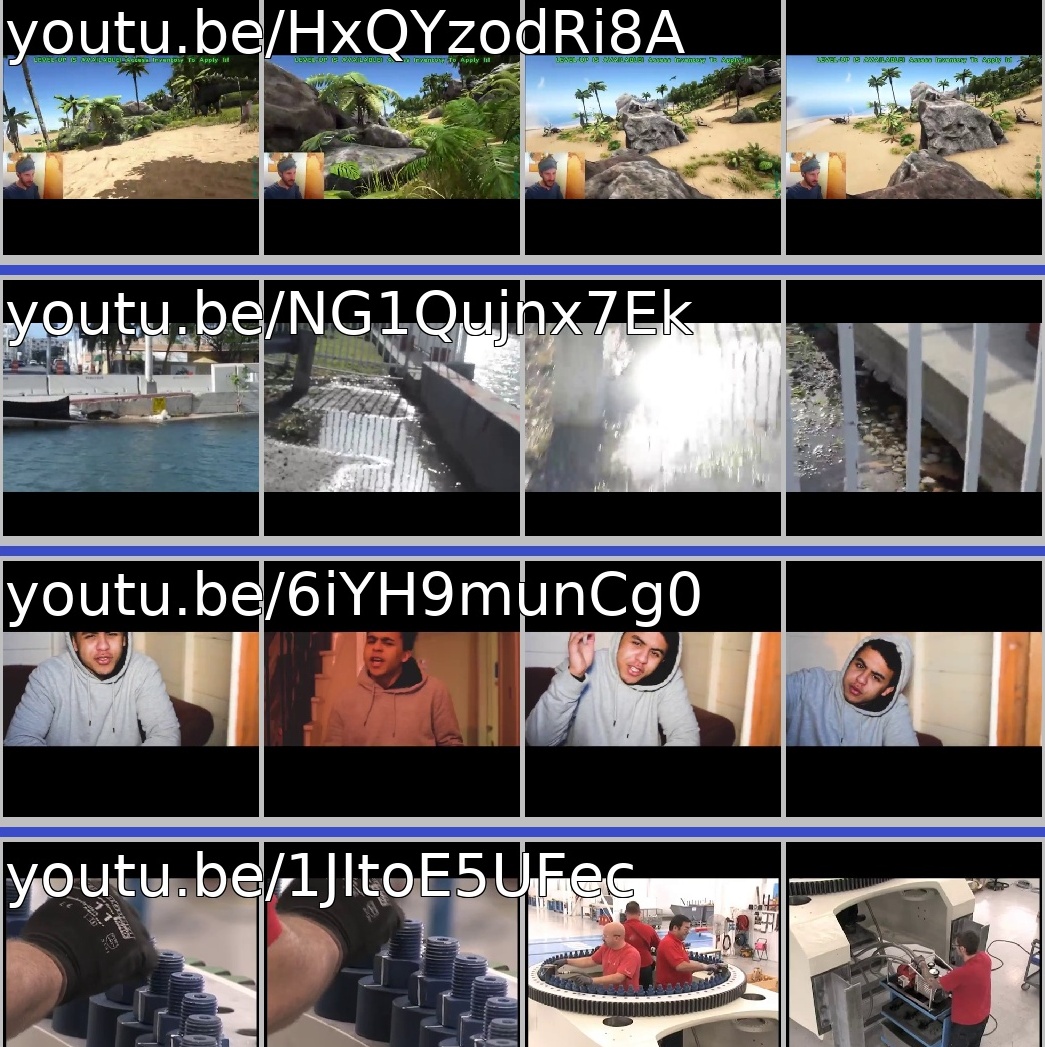 youtu.be/HxQYzodRi8A
LEVEL UP IS AVAILABLE! Access Inventory To Apply it! LEVEL UP IS AVAILABLE! Access Inventory To Apply it! LEVEL UP IS AVAILABLE! Access Inventory To Apply it! LEVEL UP IS AVAILABLE! Access Inventory To Apply it!
youtu.be/NG1Qujnx7Ek
youtu.be/6iYH9munCg0
youtu.be/1JItoE5UFec
11